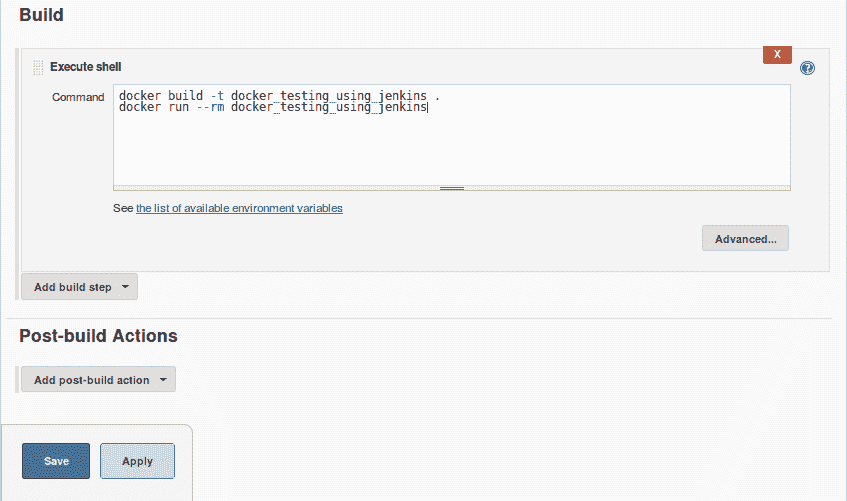 Build
X
Execute shell
?
Command
docker build -t docker_testing_using_jenkins .
docker run --rm docker_testing_using_jenkins
See the list of available environment variables
Advanced...
Add build step
Post-build Actions
Add post-build action
Save
Apply